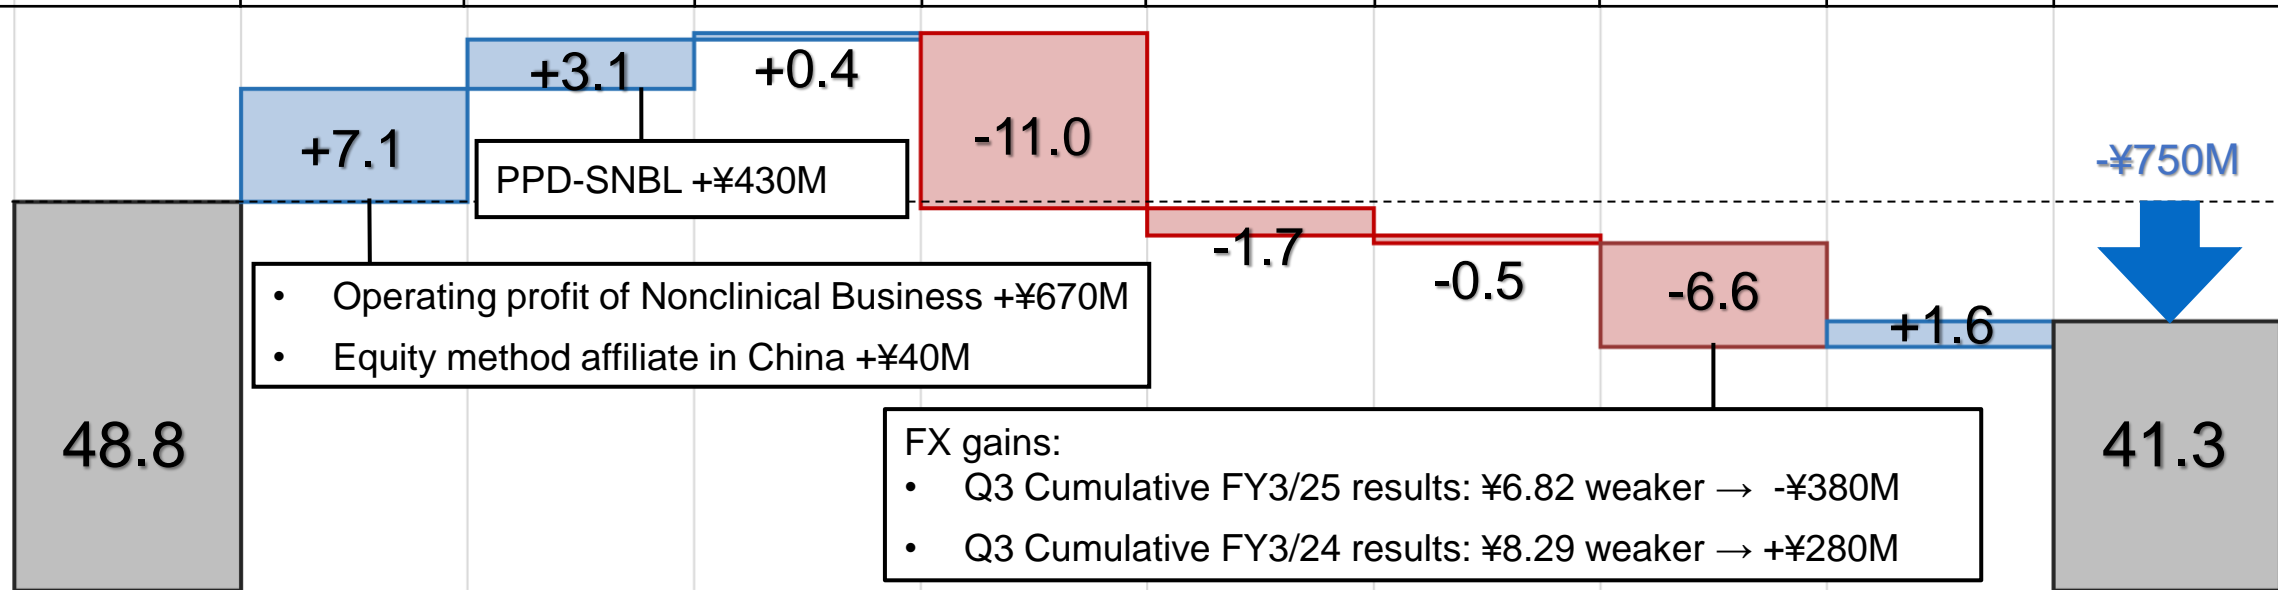 +7.1
+3.1
+0.4
-11.0
-1.7
-0.5
-6.6
+1.6
-¥750M
48.8
41.3
PPD-SNBL +¥430M
• Operating profit of Nonclinical Business +¥670M
• Equity method affiliate in China +¥40M
FX gains:
• Q3 Cumulative FY3/25 results: ¥6.82 weaker → -¥380M
• Q3 Cumulative FY3/24 results: ¥8.29 weaker → +¥280M